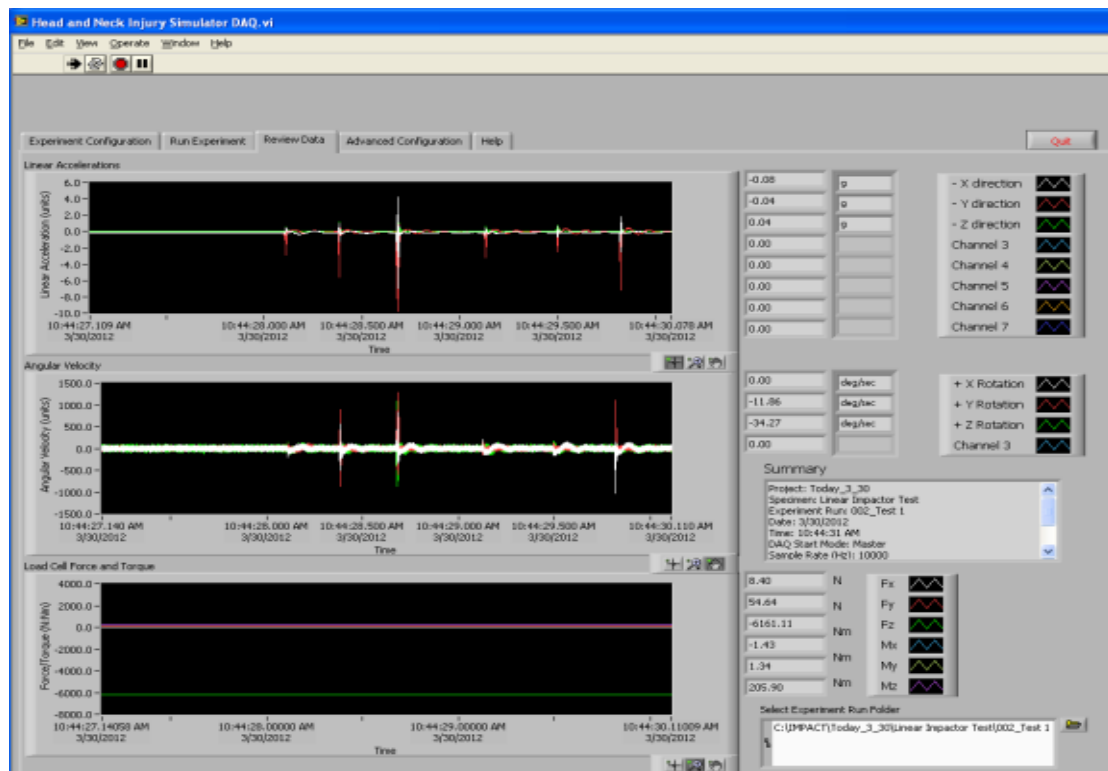 Head and Neck Injury Simulator DAQ.vi
File Edit View Operate Window Help
Experiment Configuration Run Experiment Review Data Advanced Configuration Help Quit
Linear Accelerations
Linear Acceleration (units)
6.0
4.0
2.0
0.0
-2.0
-4.0
-6.0
-8.0
-10.0
10:44:27.109 AM 10:44:28.000 AM 10:44:28.500 AM 10:44:29.000 AM 10:44:29.500 AM 10:44:30.078 AM
3/30/2012 3/30/2012 3/30/2012 3/30/2012 3/30/2012 3/30/2012
Time
-0.08 g - X direction
-0.04 g - Y direction
0.04 g - Z direction
0.00 Channel 3
0.00 Channel 4
0.00 Channel 5
0.00 Channel 6
0.00 Channel 7
Angular Velocity
Angular Velocity (units)
1500.0
1000.0
500.0
0.0
-500.0
-1000.0
-1500.0
10:44:27.140 AM 10:44:28.000 AM 10:44:28.500 AM 10:44:29.000 AM 10:44:29.500 AM 10:44:30.110 AM
3/30/2012 3/30/2012 3/30/2012 3/30/2012 3/30/2012 3/30/2012
Time
0.00 deg/sec + X Rotation
-11.86 deg/sec + Y Rotation
-34.27 deg/sec + Z Rotation
0.00 Channel 3
Summary
Project: Today_3_30
Specimen: Linear Impactor Test
Experiment Run: 002_Test 1
Date: 3/30/2012
Time: 10:44:31 AM
DAQ Start Mode: Master
Sample Rate (Hz): 10000
Load Cell Force and Torque
Force/Torque (N:Nm)
4000.0
2000.0
0.0
-2000.0
-4000.0
-6000.0
-8000.0
10:44:27.14058 AM 10:44:28.00000 AM 10:44:29.00000 AM 10:44:30.11009 AM
3/30/2012 3/30/2012 3/30/2012 3/30/2012
Time
8.40 N Fx
54.64 N Fy
-6161.11 Nm Fz
-1.43 Nm Mx
1.34 Nm My
205.90 Mz
Select Experiment Run Folder
C:\IMPACT\Today_3_30\Linear Impactor Test\002_Test 1